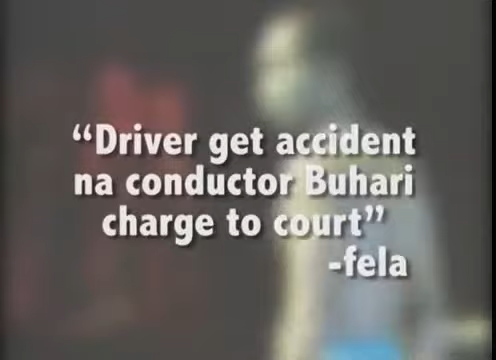 “Driver get accident
na conductor Buhari
charge to court”
-fela